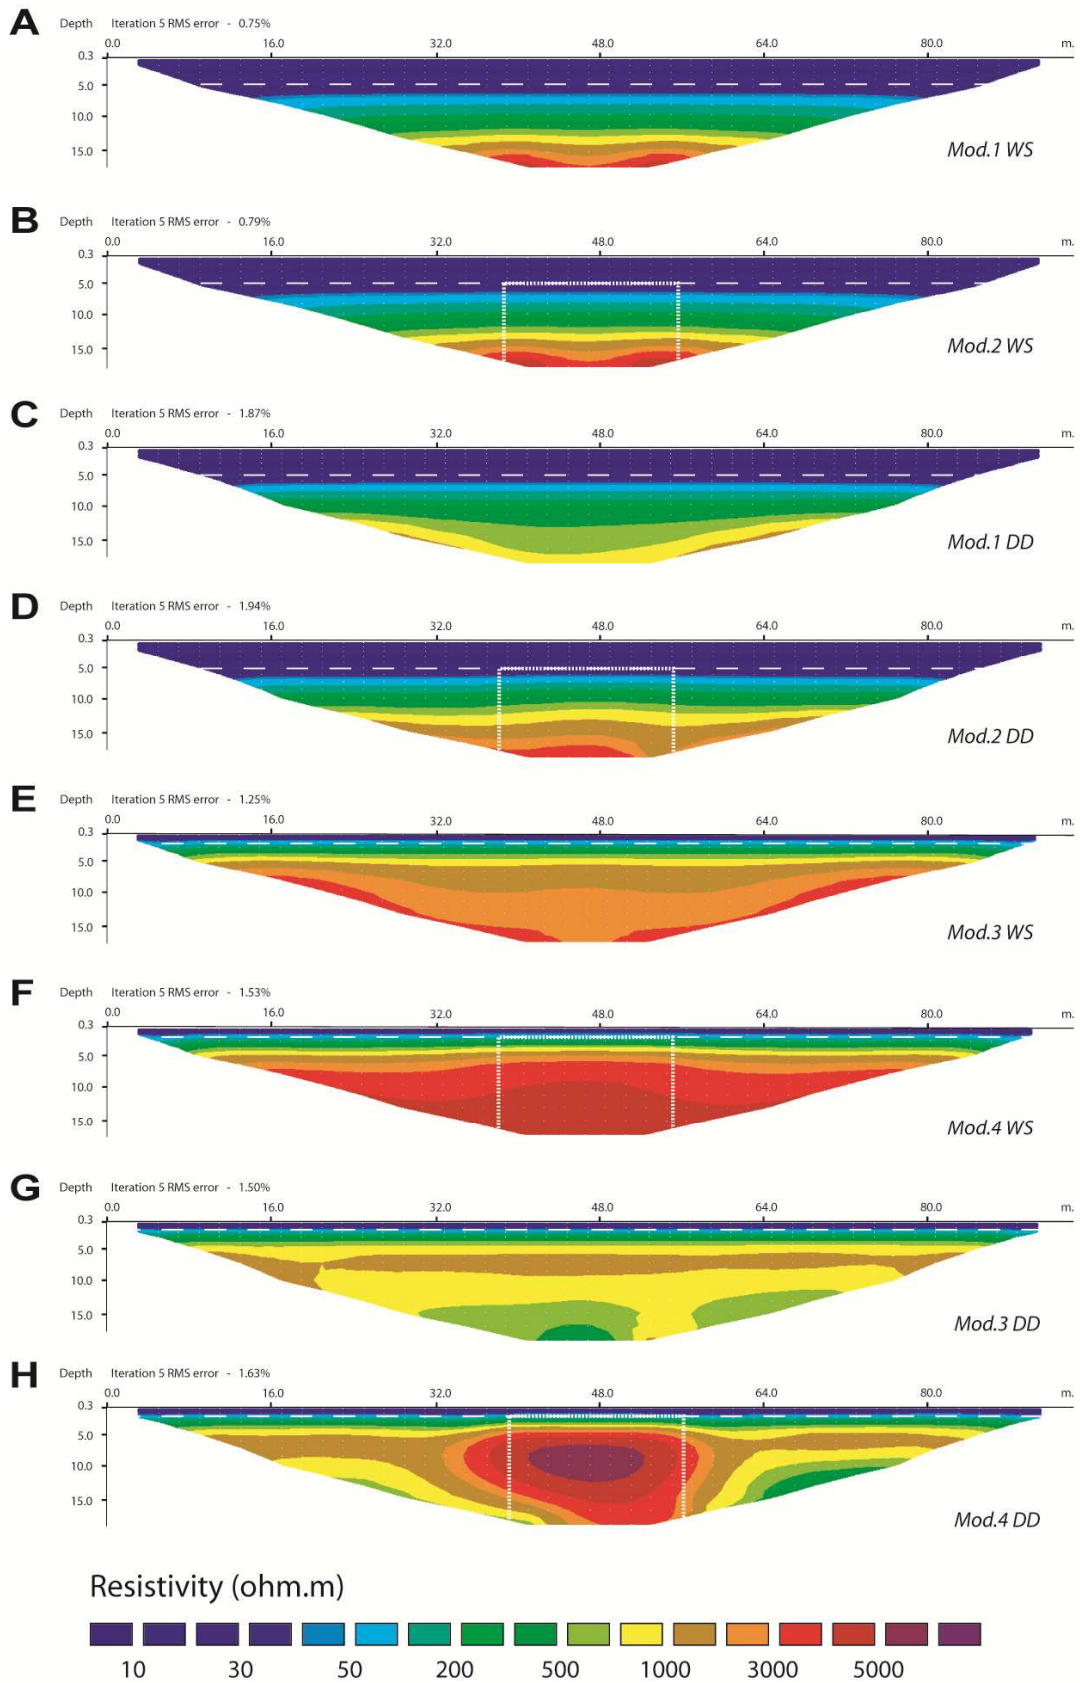 A Depth Iteration 5 RMS error - 0.75%
0.0 16.0 32.0 48.0 64.0 80.0 m.
0.3
5.0
10.0
15.0
Mod.1 WS
B Depth Iteration 5 RMS error - 0.79%
0.0 16.0 32.0 48.0 64.0 80.0 m.
0.3
5.0
10.0
15.0
Mod.2 WS
C Depth Iteration 5 RMS error - 1.87%
0.0 16.0 32.0 48.0 64.0 80.0 m.
0.3
5.0
10.0
15.0
Mod.1 DD
D Depth Iteration 5 RMS error - 1.94%
0.0 16.0 32.0 48.0 64.0 80.0 m.
0.3
5.0
10.0
15.0
Mod.2 DD
E Depth Iteration 5 RMS error - 1.25%
0.0 16.0 32.0 48.0 64.0 80.0 m.
0.3
5.0
10.0
15.0
Mod.3 WS
F Depth Iteration 5 RMS error - 1.53%
0.0 16.0 32.0 48.0 64.0 80.0 m.
0.3
5.0
10.0
15.0
Mod.4 WS
G Depth Iteration 5 RMS error - 1.50%
0.0 16.0 32.0 48.0 64.0 80.0 m.
0.3
5.0
10.0
15.0
Mod.3 DD
H Depth Iteration 5 RMS error - 1.63%
0.0 16.0 32.0 48.0 64.0 80.0 m.
0.3
5.0
10.0
15.0
Mod.4 DD
Resistivity (ohm.m)
10 30 50 200 500 1000 3000 5000